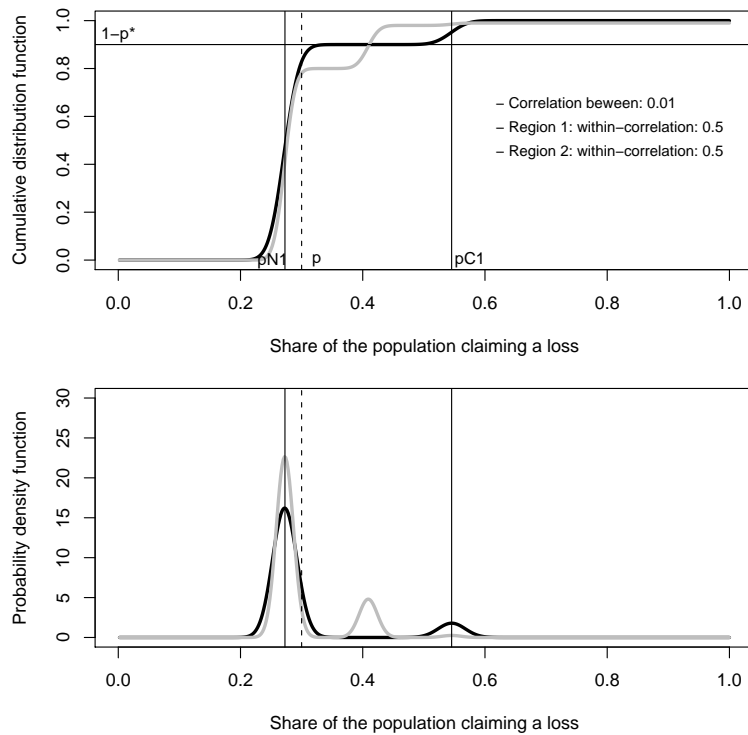 Cumulative distribution function
0.0 0.2 0.4 0.6 0.8 1.0
1−p*
− Correlation beween: 0.01
− Region 1: within−correlation: 0.5
− Region 2: within−correlation: 0.5
pN1 p pC1
0.0 0.2 0.4 0.6 0.8 1.0
Share of the population claiming a loss
Probability density function
0 5 10 15 20 25 30
0.0 0.2 0.4 0.6 0.8 1.0
Share of the population claiming a loss